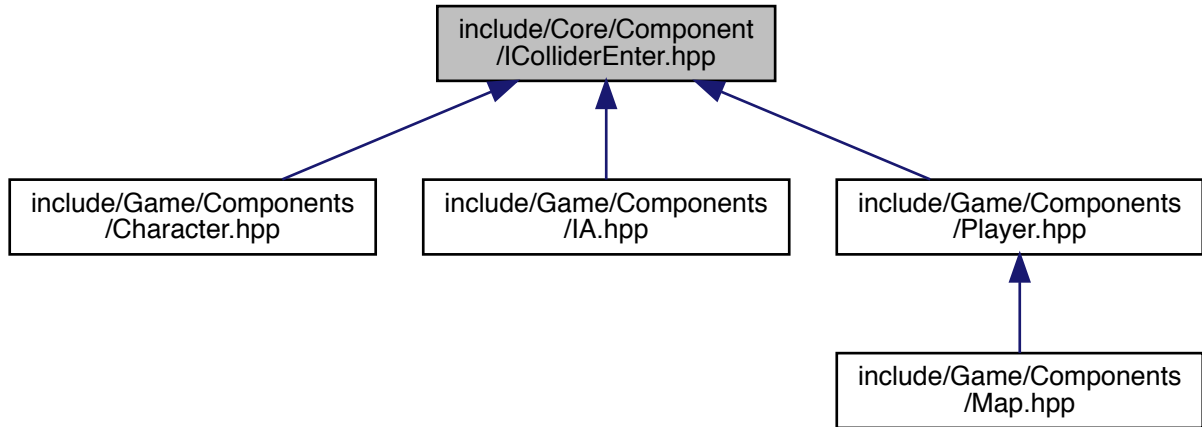 include/Core/Component
/IColliderEnter.hpp
include/Game/Components
/Character.hpp
include/Game/Components
/IA.hpp
include/Game/Components
/Player.hpp
include/Game/Components
/Map.hpp